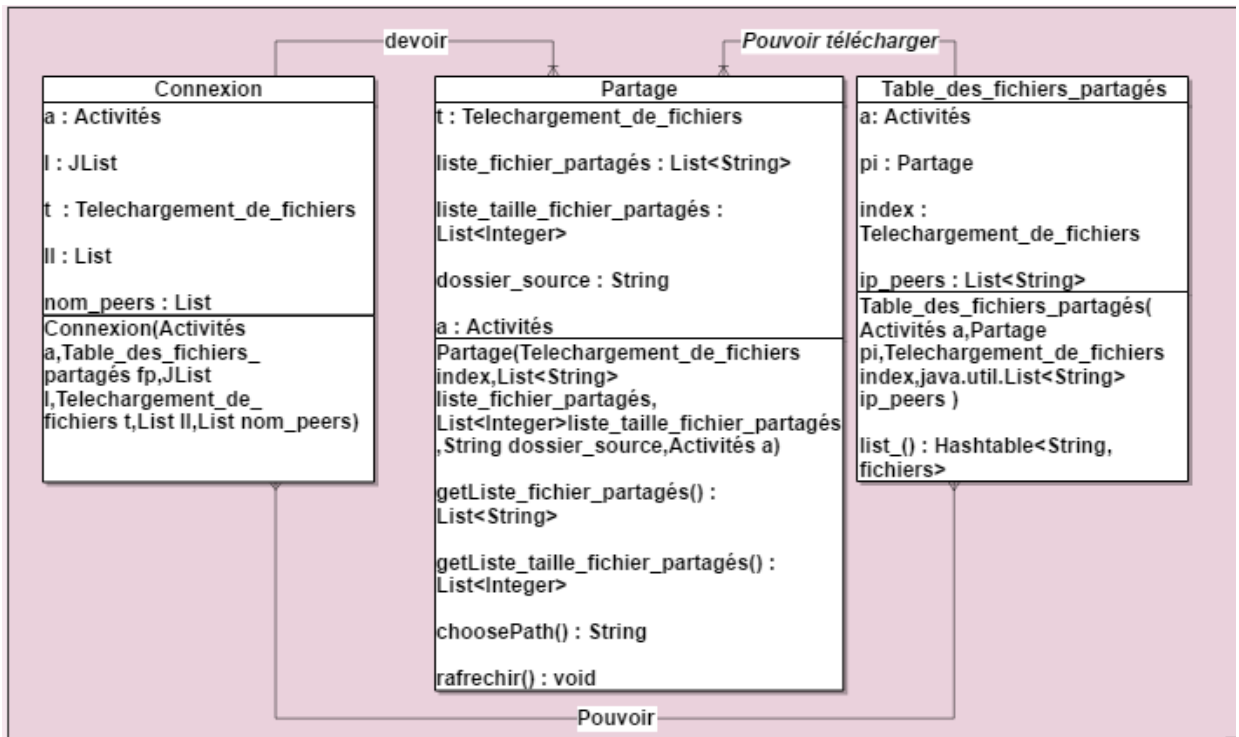 devoir
Pouvoir télécharger
Connexion
a : Activités
l : JList
t : Telechargement_de_fichiers
ll : List
nom_peers : List
Connexion(Activités
a,Table_des_fichiers_
partagés fp,JList
l,Telechargement_de_
fichiers t,List ll,List nom_peers)
Partage
t : Telechargement_de_fichiers
liste_fichier_partagés : List<String>
liste_taille_fichier_partagés :
List<Integer>
dossier_source : String
a : Activités
Partage(Telechargement_de_fichiers
index,List<String>
liste_fichier_partagés,
List<Integer>liste_taille_fichier_partagés
,String dossier_source,Activités a)
getListe_fichier_partagés() :
List<String>
getListe_taille_fichier_partagés() :
List<Integer>
choosePath() : String
rafrechir() : void
Table_des_fichiers_partagés
a: Activités
pi : Partage
index :
Telechargement_de_fichiers
ip_peers : List<String>
Table_des_fichiers_partagés(
Activités a,Partage
pi,Telechargement_de_fichiers
index,java.util.List<String>
ip_peers )
list_() : Hashtable<String,
fichiers>
Pouvoir